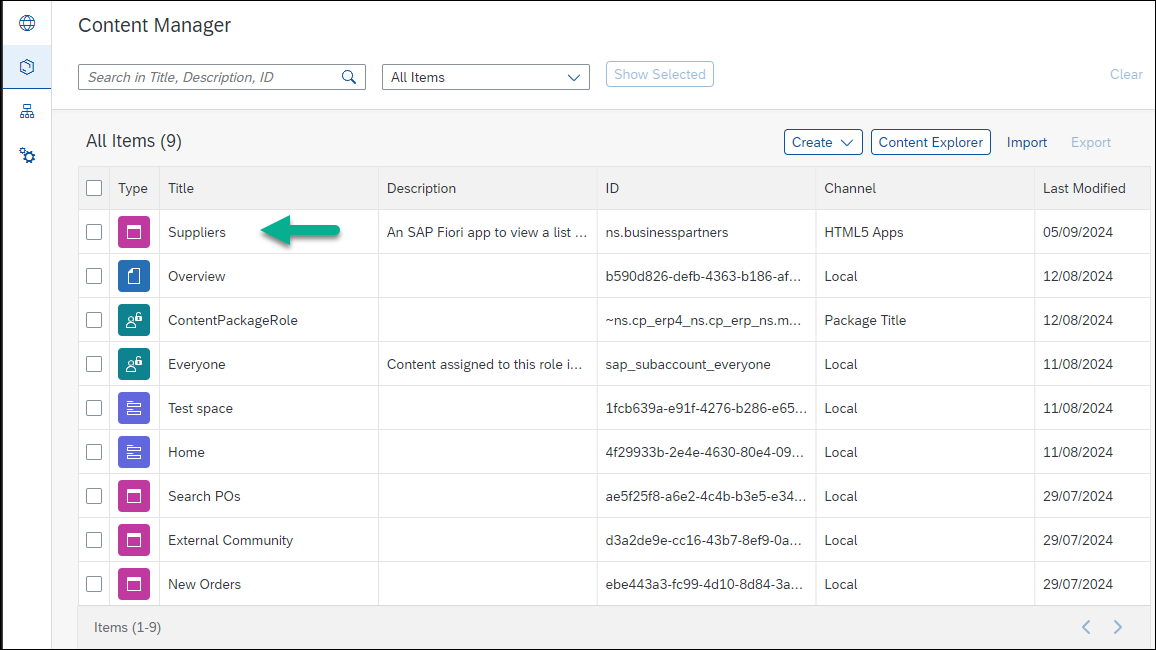 Content Manager
Search in Title, Description, ID
All Items
Show Selected
Clear
All Items (9)
Create
Content Explorer
Import
Export
Type Title Description ID Channel Last Modified
Suppliers An SAP Fiori app to view a list ... ns.businesspartners HTML5 Apps 05/09/2024
Overview b590d826-defb-4363-b186-af... Local 12/08/2024
ContentPackageRole ~ns.cp_erp4_ns.cp_erp_ns.m... Package Title 12/08/2024
Everyone Content assigned to this role i... sap_subaccount_everyone Local 11/08/2024
Test space 1fcb639a-e91f-4276-b286-e65... Local 11/08/2024
Home 4f29933b-2e4e-4630-80e4-09... Local 11/08/2024
Search POs ae5f25f8-a6e2-4c4b-b3e5-e34... Local 29/07/2024
External Community d3a2de9e-cc16-43b7-8ef9-0a... Local 29/07/2024
New Orders ebe443a3-fc99-4d10-8d84-3a... Local 29/07/2024
Items (1-9)